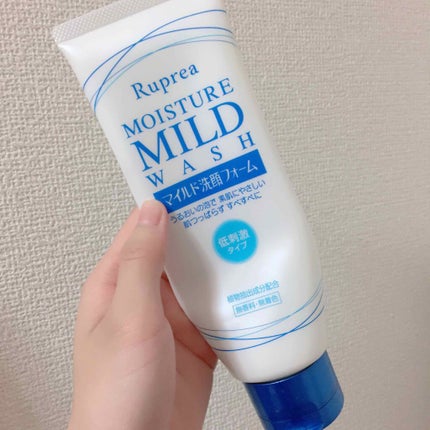 Ruprea
MOISTURE
MILD
WASH
マイルド洗顔フォーム
うるおいの泡で 素肌にやさしい
肌つっぱらず すべすべに
低刺激
タイプ
植物抽出成分配合
無香料・無着色